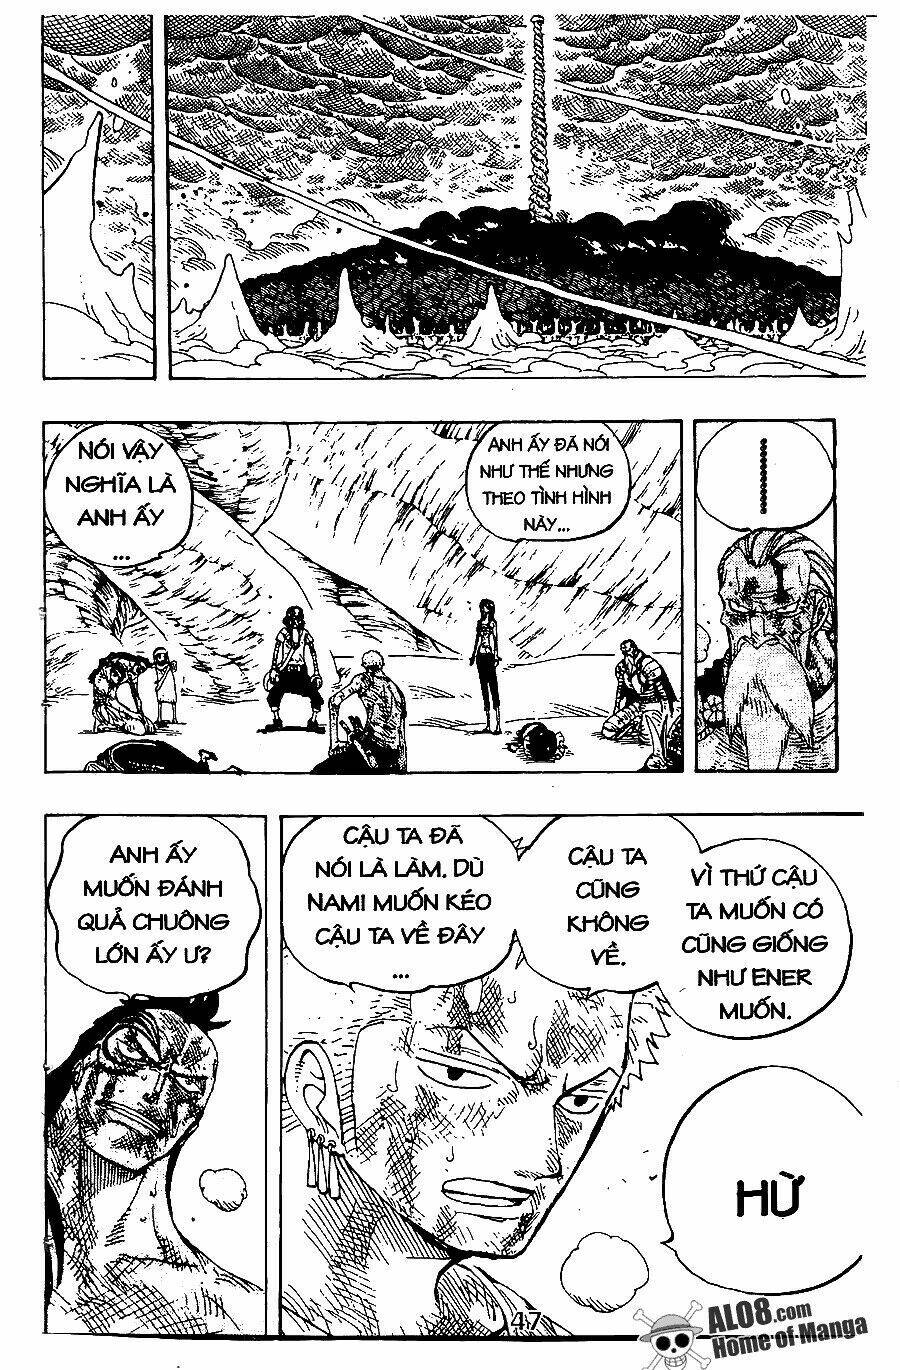 ..........
ANH ẤY ĐÃ NÓI
NHƯ THẾ NHƯNG
THEO TÌNH HÌNH
NÀY...
NÓI VẬY
NGHĨA LÀ
ANH ẤY
...
HỪ
VÌ THỨ CẬU
TA MUỐN CÓ
CŨNG GIỐNG
NHƯ ENER
MUỐN.
CẬU TA
CŨNG
KHÔNG
VỀ.
CẬU TA ĐÃ
NÓI LÀ LÀM. DÙ
NAMI MUỐN KÉO
CẬU TA VỀ ĐÂY
...
ANH ẤY
MUỐN ĐÁNH
QUẢ CHUÔNG
LỚN ẤY Ư?
47
ALO8.com
Home of Manga